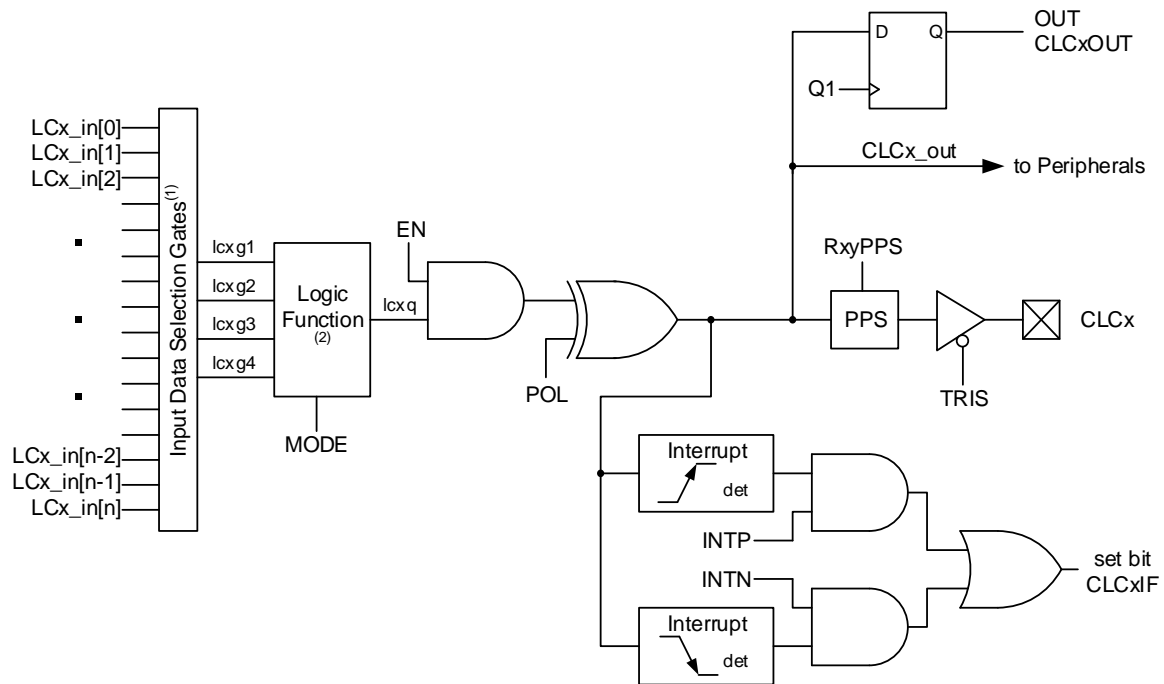 OUT
CLCxOUT
D
Q
Q1
LCx_in[0]
LCx_in[1]
LCx_in[2]
CLCx_out
to Peripherals
Input Data Selection Gates(1)
EN
RxyPPS
lcxg1
lcxg2
lcxg3
lcxg4
Logic
Function
(2)
lcxq
PPS
CLCx
POL
TRIS
MODE
LCx_in[n-2]
LCx_in[n-1]
LCx_in[n]
Interrupt
det
INTP
INTN
set bit
CLCxIF
Interrupt
det